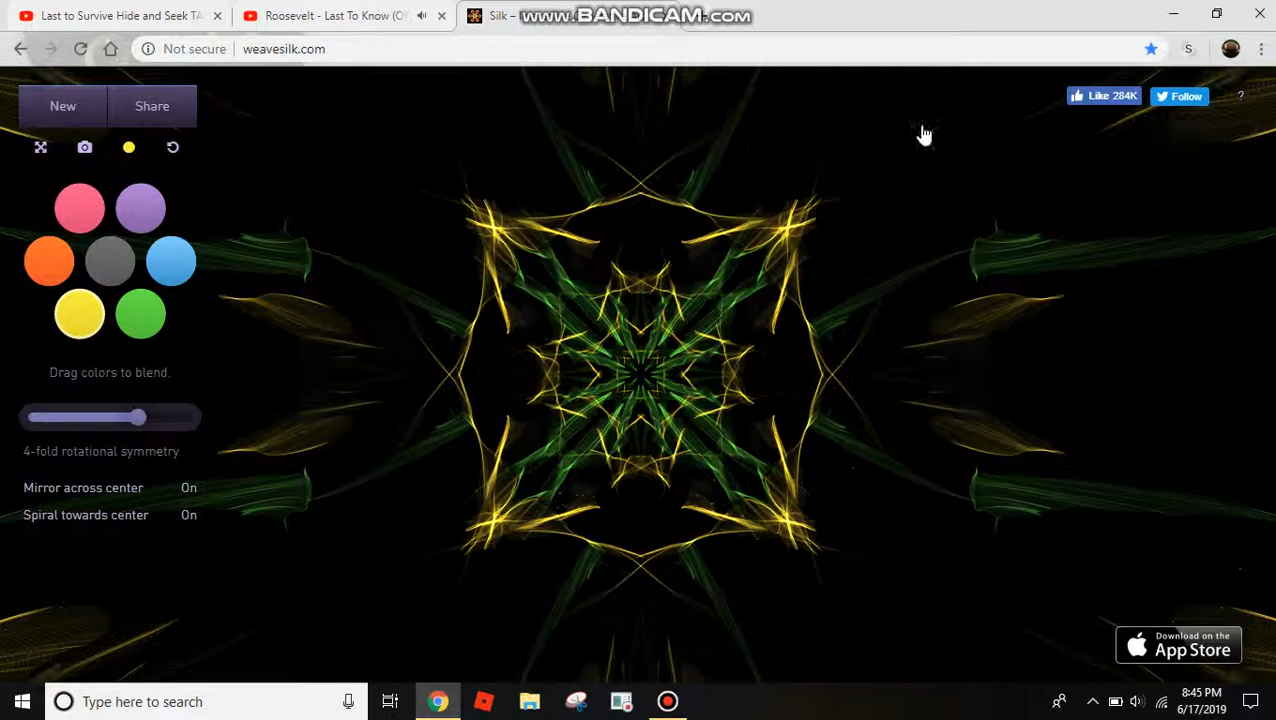 Last to Survive Hide and Seek TA
Roosevelt - Last To Know (Of
Silk –
www.BANDICAM.com
Not secure
weavesilk.com
S
New
Share
Like 284K
Follow
?
Drag colors to blend.
4-fold rotational symmetry
Mirror across center On
Spiral towards center On
Download on the
App Store
Type here to search
8:45 PM
6/17/2019